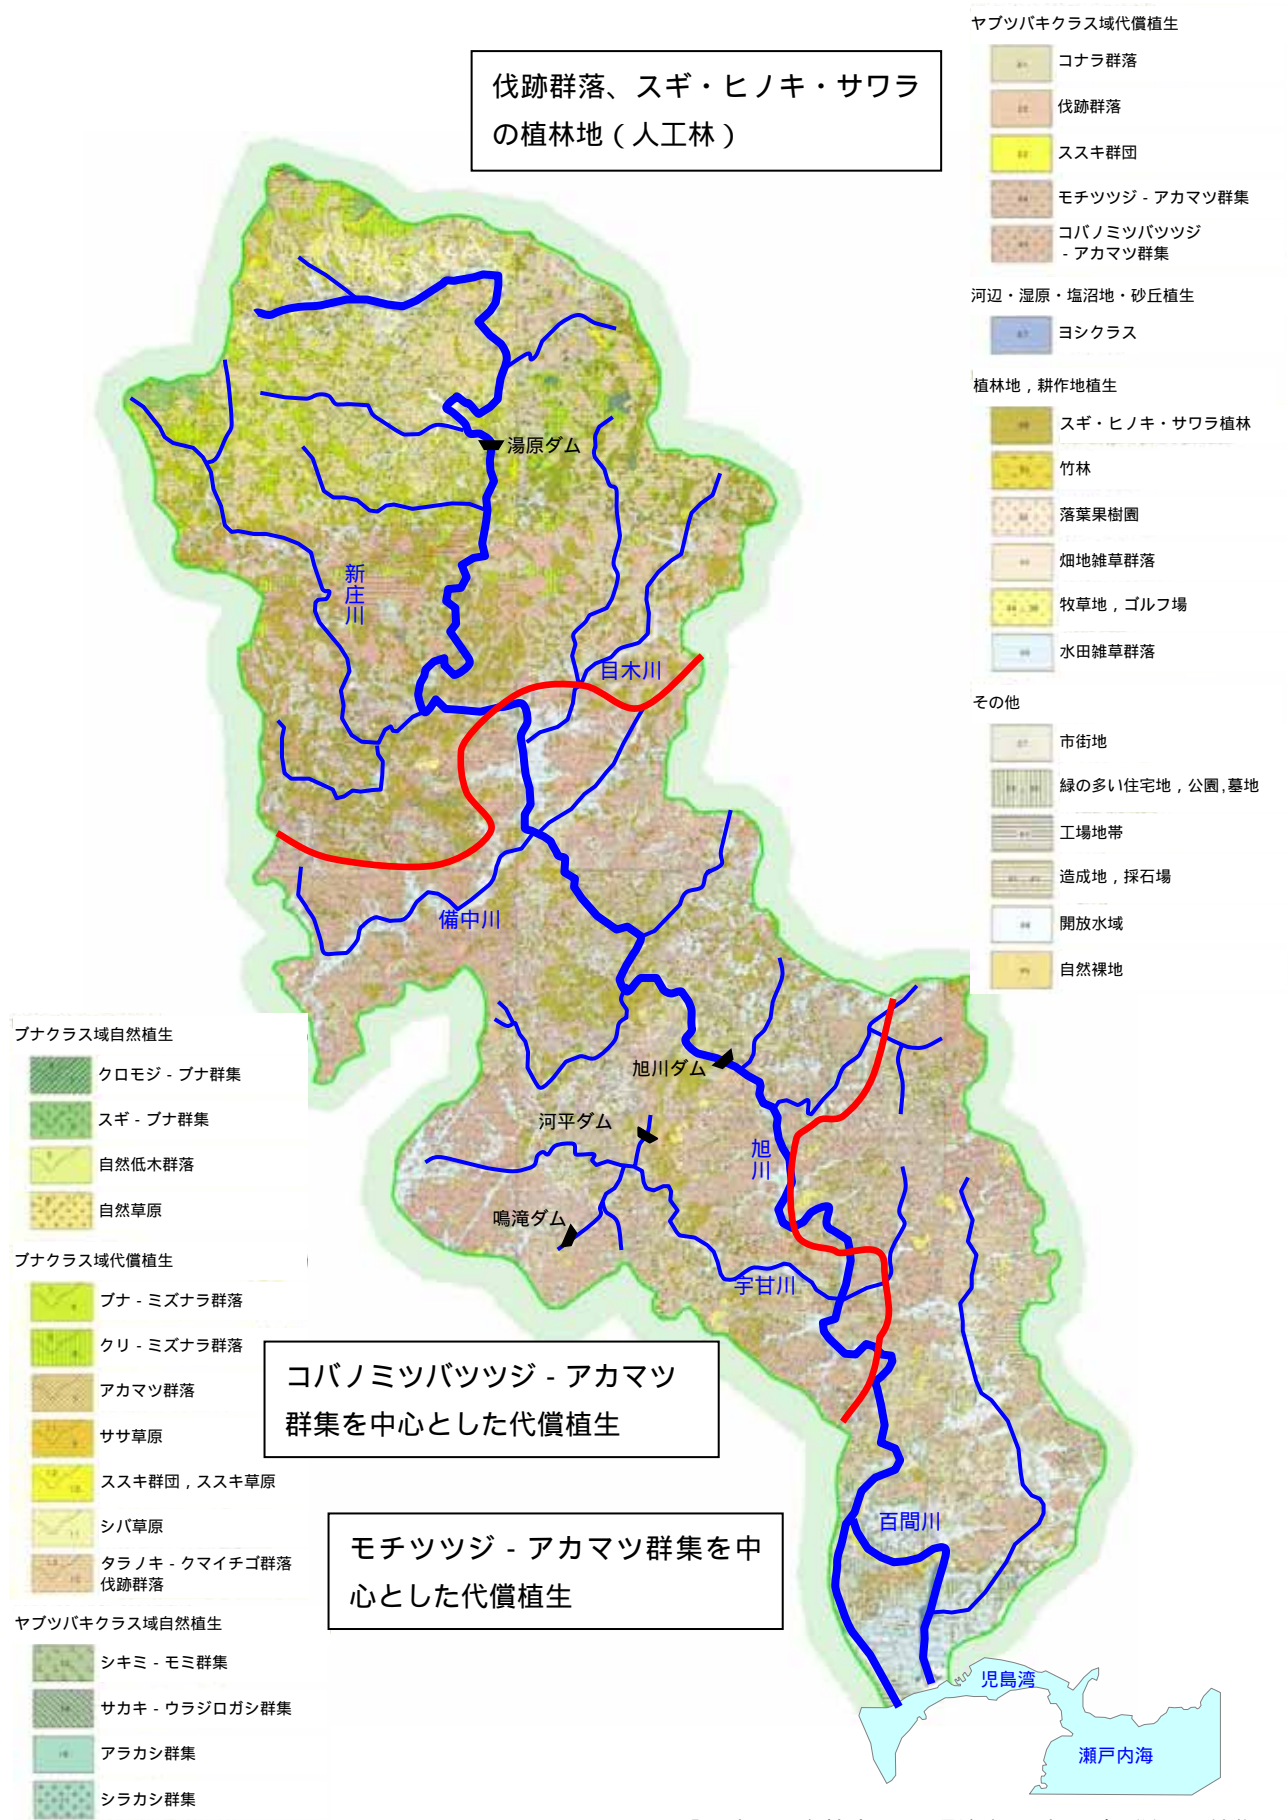 伐跡群落、スギ・ヒノキ・サワラ
の植林地（人工林）
ヤブツバキクラス域代償植生
コナラ群落
伐跡群落
ススキ群団
モチツツジ - アカマツ群集
コバノミツバツツジ
- アカマツ群集
河辺・湿原・塩沼地・砂丘植生
ヨシクラス
植林地，耕作地植生
スギ・ヒノキ・サワラ植林
竹林
落葉果樹園
畑地雑草群落
牧草地，ゴルフ場
水田雑草群落
その他
市街地
緑の多い住宅地，公園,墓地
工場地帯
造成地，採石場
開放水域
自然裸地
湯原ダム
新庄川
目木川
備中川
旭川ダム
河平ダム
旭川
鳴滝ダム
宇甘川
百間川
児島湾
瀬戸内海
ブナクラス域自然植生
クロモジ - ブナ群集
スギ - ブナ群集
自然低木群落
自然草原
ブナクラス域代償植生
ブナ - ミズナラ群落
クリ - ミズナラ群落
アカマツ群落
ササ草原
ススキ群団，ススキ草原
シバ草原
タラノキ - クマイチゴ群落
伐跡群落
ヤブツバキクラス域自然植生
シキミ - モミ群集
サカキ - ウラジロガシ群集
アラカシ群集
シラカシ群集
コバノミツバツツジ - アカマツ
群集を中心とした代償植生
モチツツジ - アカマツ群集を中
心とした代償植生